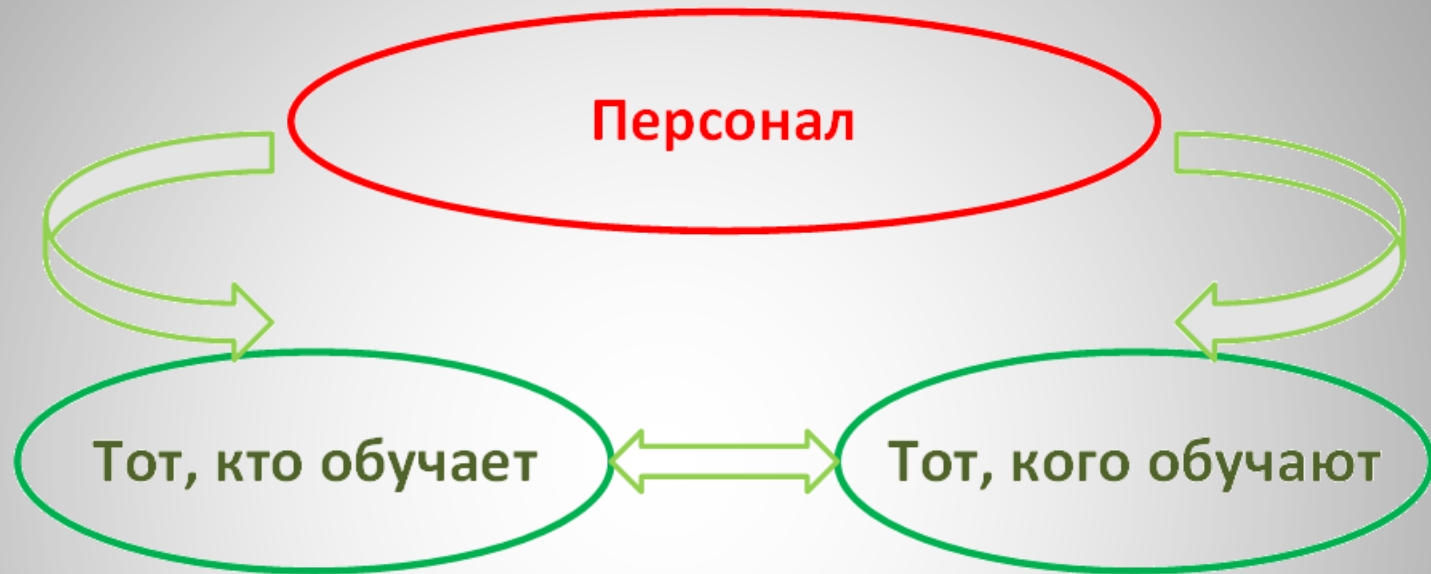 Персонал
Тот, кто обучает
Тот, кого обучают